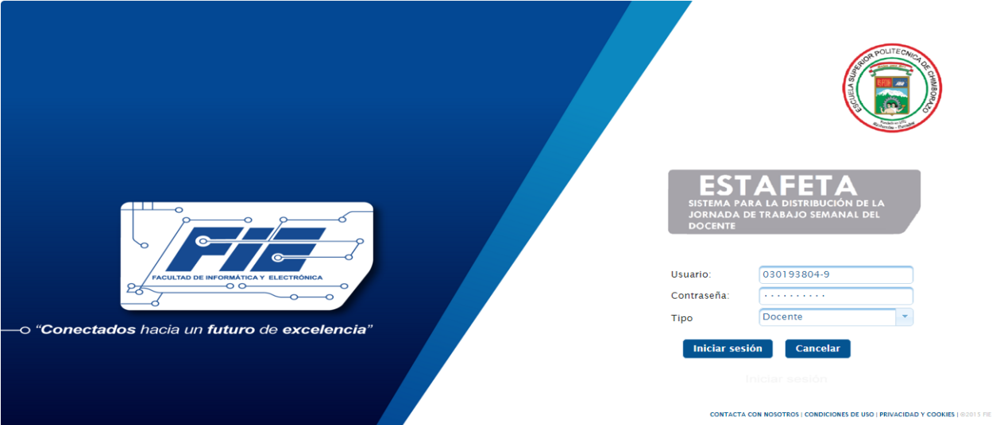 ESCUELA SUPERIOR POLITECNICA DE CHIMBORAZO
ESTAFETA
SISTEMA PARA LA DISTRIBUCIÓN DE LA
JORNADA DE TRABAJO SEMANAL DEL
DOCENTE
FIE
FACULTAD DE INFORMÁTICA Y ELECTRÓNICA
“Conectados hacia un futuro de excelencia”
Usuario: 030193804-9
Contraseña: ··········
Tipo Docente
Iniciar sesión Cancelar
Iniciar sesión
CONTACTA CON NOSOTROS | CONDICIONES DE USO | PRIVACIDAD Y COOKIES | ©2015 FIE